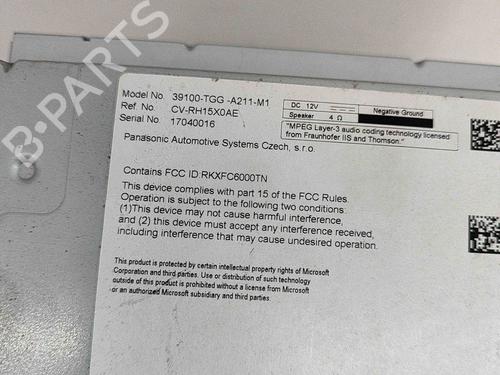 B-PARTS
Model No. 39100-TGG -A211-M1
Ref. No. CV-RH15X0AE
Serial No. 17040016
DC 12V Negative Ground
Speaker 4 Ω
"MPEG Layer-3 audio coding technology licensed
from Fraunhofer IIS and Thomson."
Panasonic Automotive Systems Czech, s.r.o.
Contains FCC ID:RKXFC6000TN
This device complies with part 15 of the FCC Rules.
Operation is subject to the following two conditions:
(1)This device may not cause harmful interference,
and (2) this device must accept any interference received,
including interference that may cause undesired operation.
This product is protected by certain intellectual property rights of Microsoft
Corporation and third parties. Use or distribution of such technology
outside of this product is prohibited without a license from Microsoft
or an authorized Microsoft subsidiary and third parties.